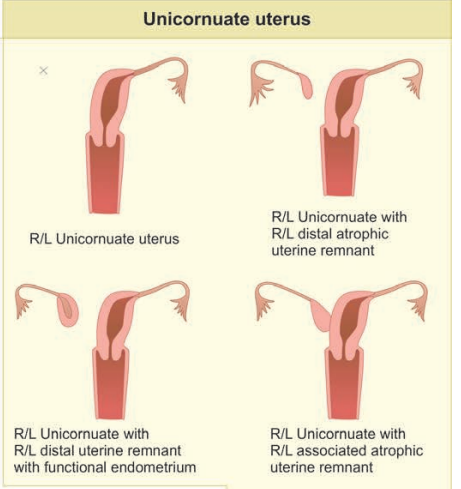 Unicornuate uterus
R/L Unicornuate uterus
R/L Unicornuate with
R/L distal atrophic
uterine remnant
R/L Unicornuate with
R/L distal uterine remnant
with functional endometrium
R/L Unicornuate with
R/L associated atrophic
uterine remnant